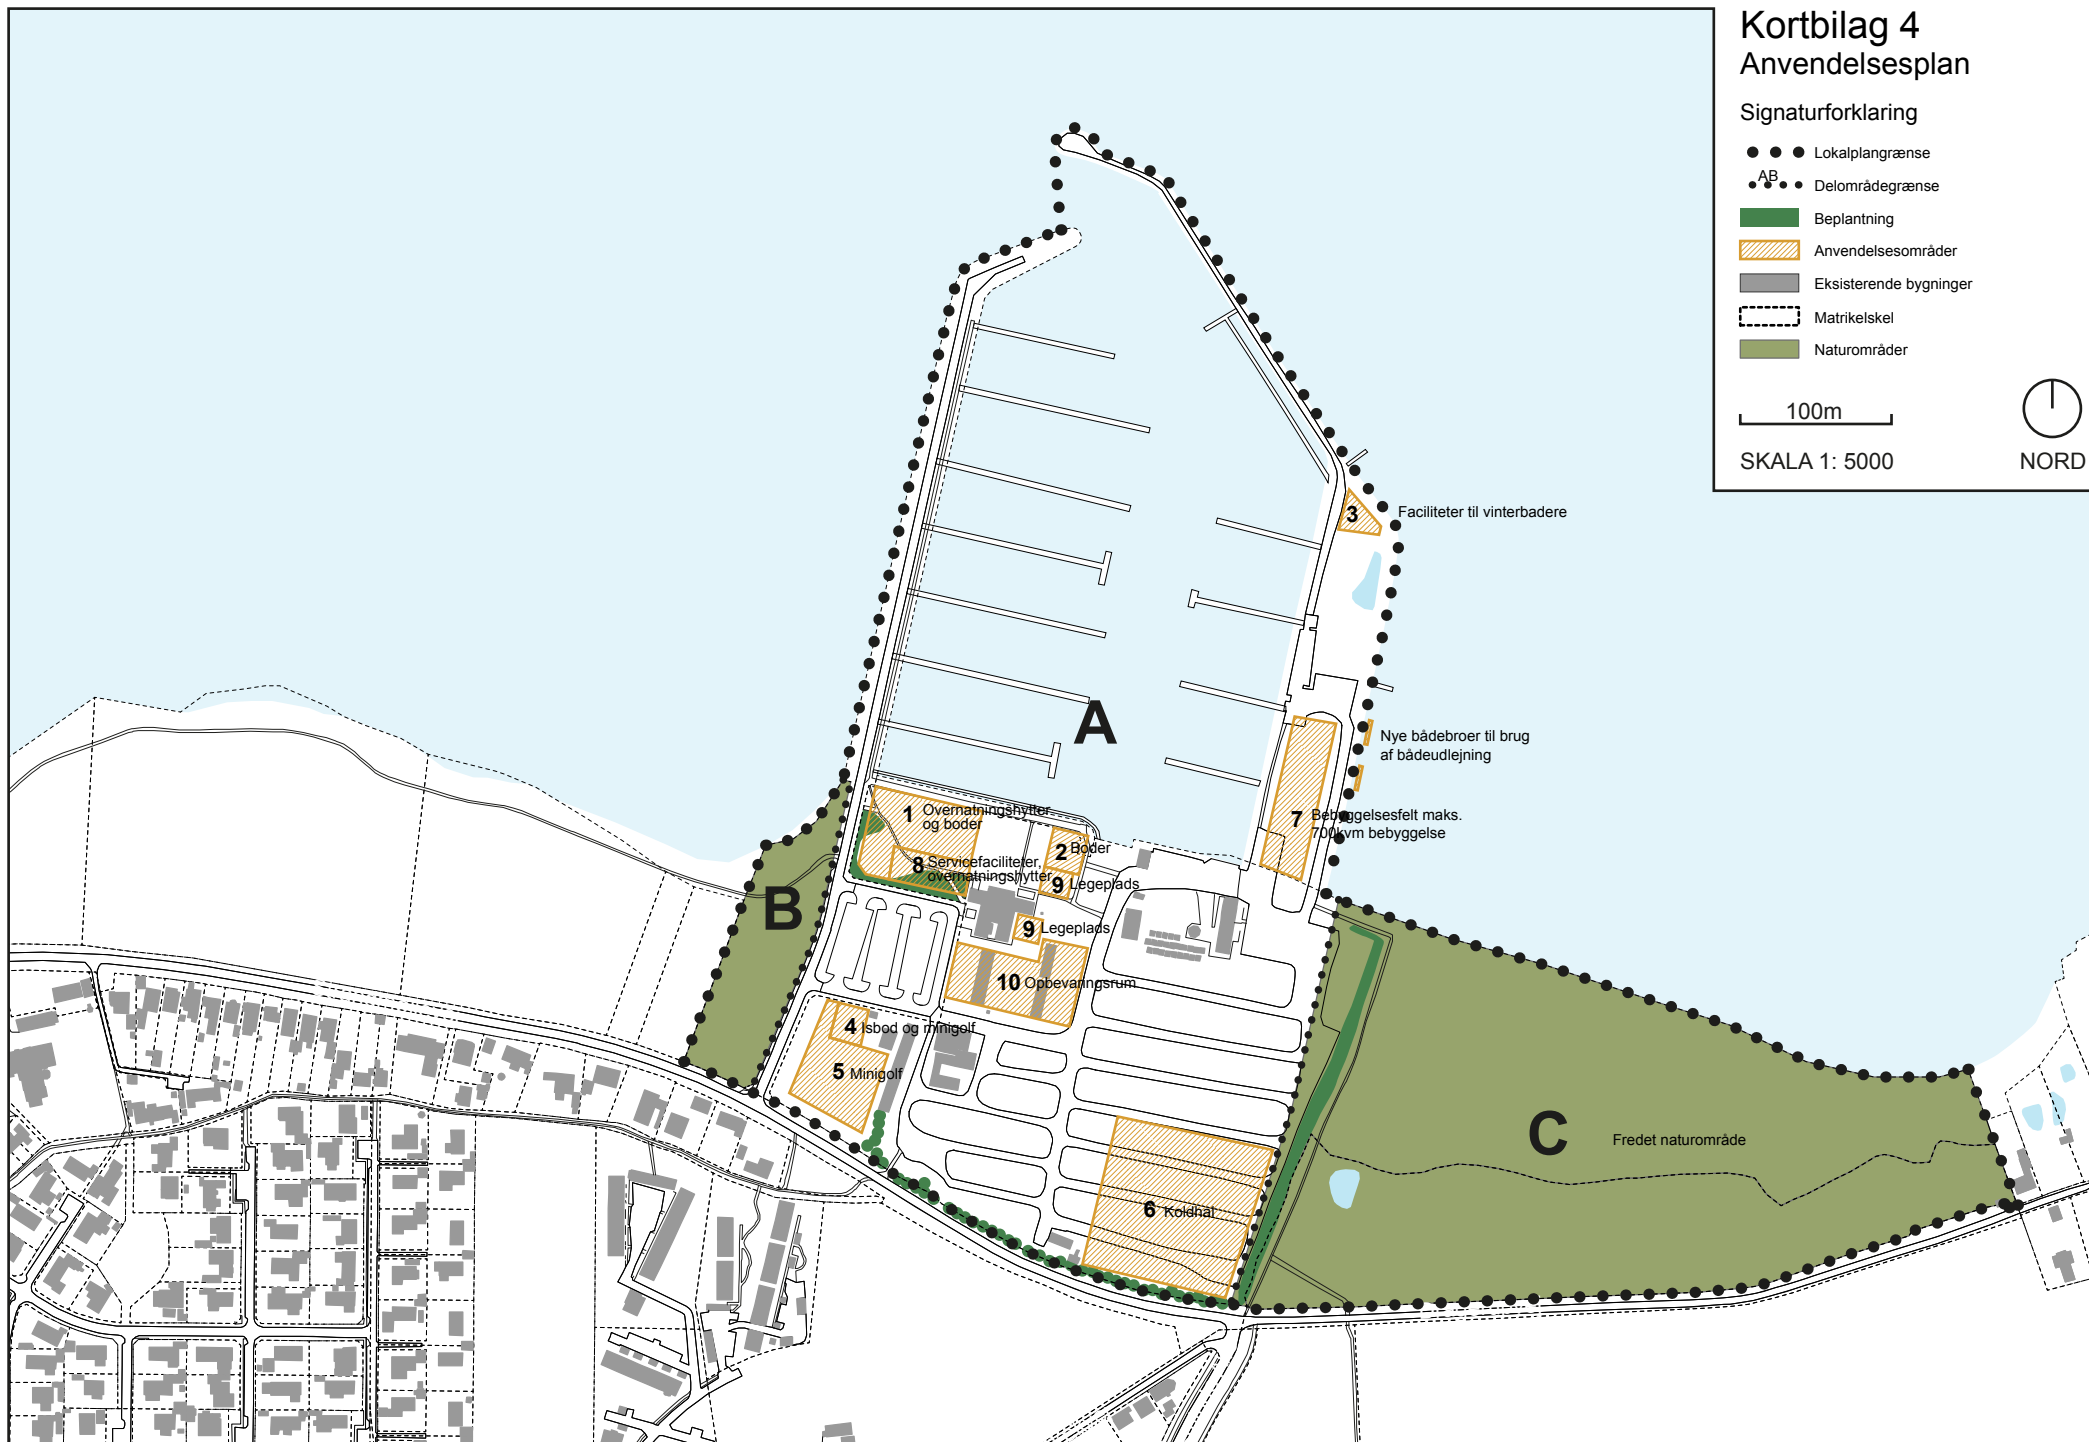 Kortbilag 4
Anvendelsesplan
Signaturforklaring
Lokalplangrænse
AB
Delområdegrænse
Beplantning
Anvendelsesområder
Eksisterende bygninger
Matrikelskel
Naturområder
100m
SKALA 1: 5000
NORD
3
Faciliteter til vinterbadere
A
Nye bådebroer til brug
af bådeudlejning
1
Overnatningshytter
og boder
7
Bebyggelsesfelt maks.
700kvm bebyggelse
2
Boder
8
Servicefaciliteter,
overnatningshytter
9
Legeplads
B
9
Legeplads
10
Opbevaringsrum
4
Isbod og minigolf
5
Minigolf
C
Fredet naturområde
6
Koldhal